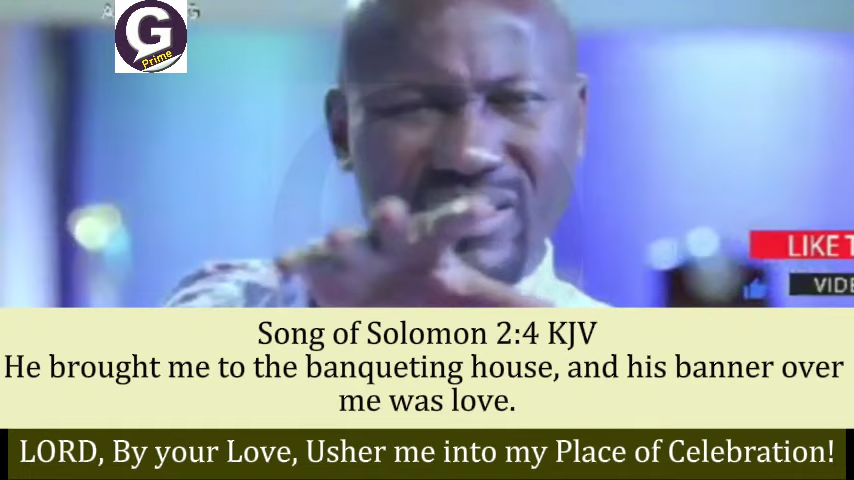 G
Prime
LIKE T
VIDE
Song of Solomon 2:4 KJV
He brought me to the banqueting house, and his banner over
me was love.
LORD, By your Love, Usher me into my Place of Celebration!